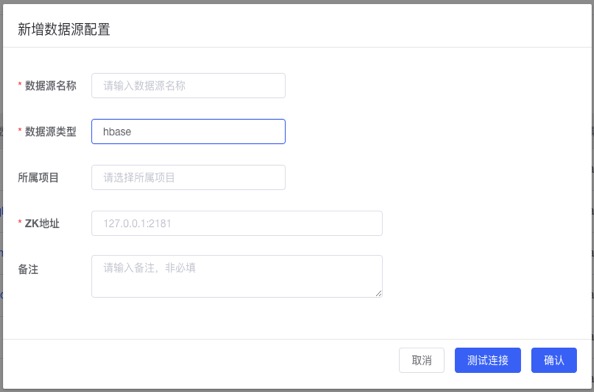 新增数据源配置
* 数据源名称 请输入数据源名称
* 数据源类型 hbase
所属项目 请选择所属项目
* ZK地址 127.0.0.1:2181
备注 请输入备注，非必填
取消 测试连接 确认